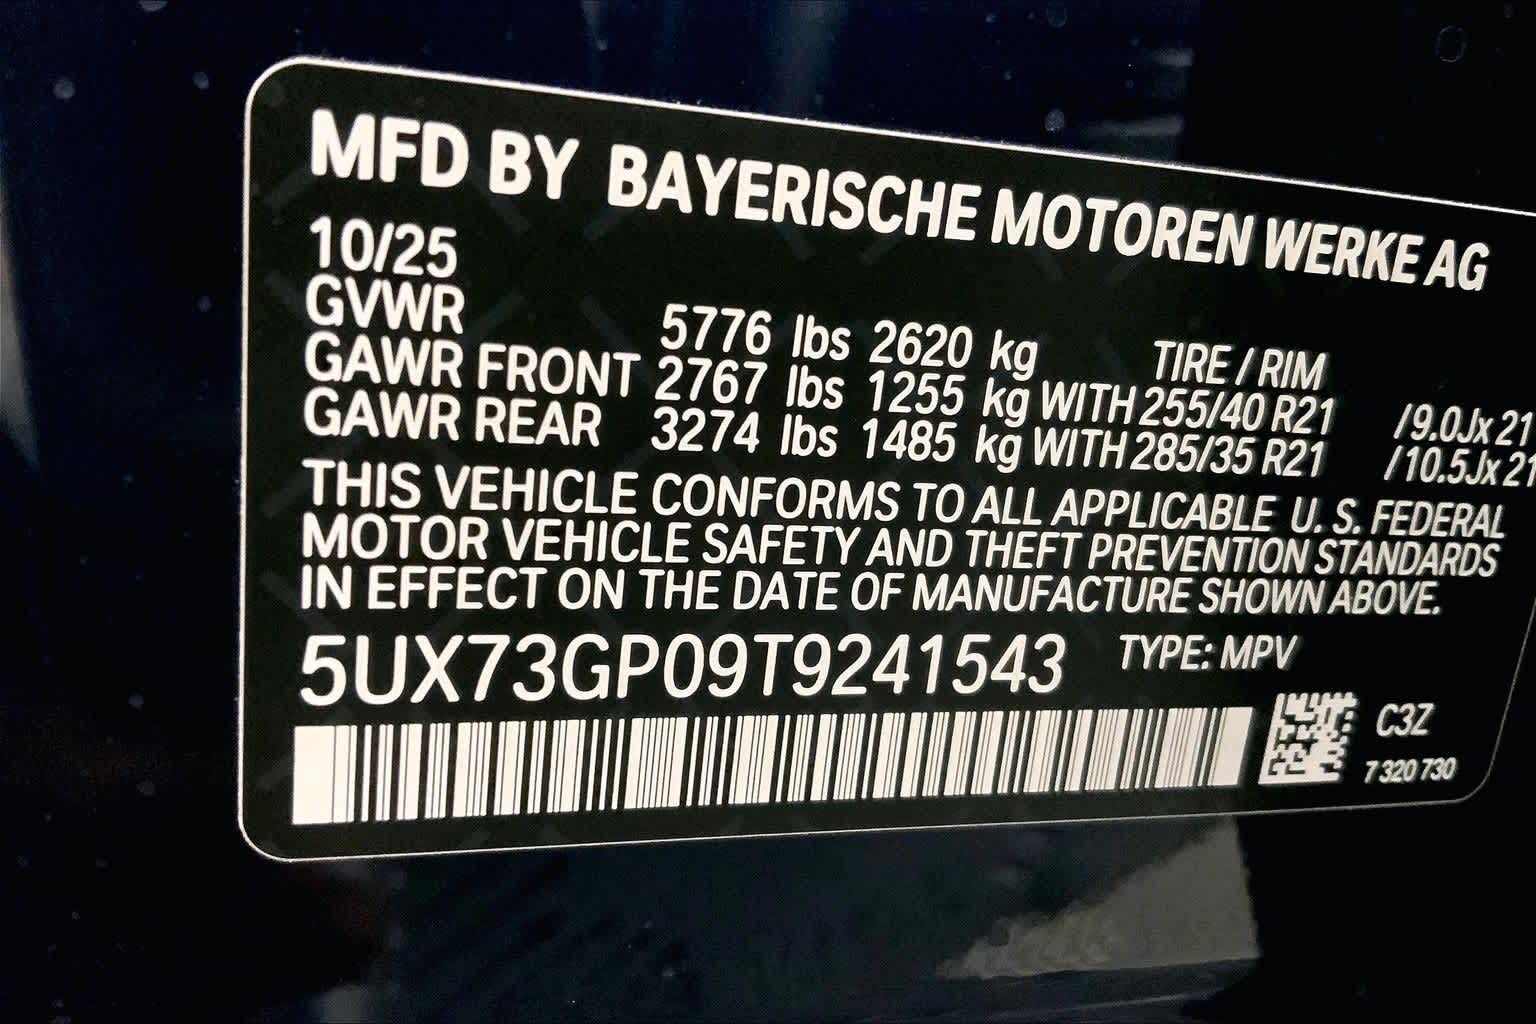 MFD BY BAYERISCHE MOTOREN WERKE AG
10/25
GVWR 5776 lbs 2620 kg TIRE / RIM
GAWR FRONT 2767 lbs 1255 kg WITH 255/40 R21 /9.0Jx21
GAWR REAR 3274 lbs 1485 kg WITH 285/35 R21 /10.5Jx21
THIS VEHICLE CONFORMS TO ALL APPLICABLE U. S. FEDERAL
MOTOR VEHICLE SAFETY AND THEFT PREVENTION STANDARDS
IN EFFECT ON THE DATE OF MANUFACTURE SHOWN ABOVE.
5UX73GP09T9241543 TYPE: MPV
C3Z
7 320 730